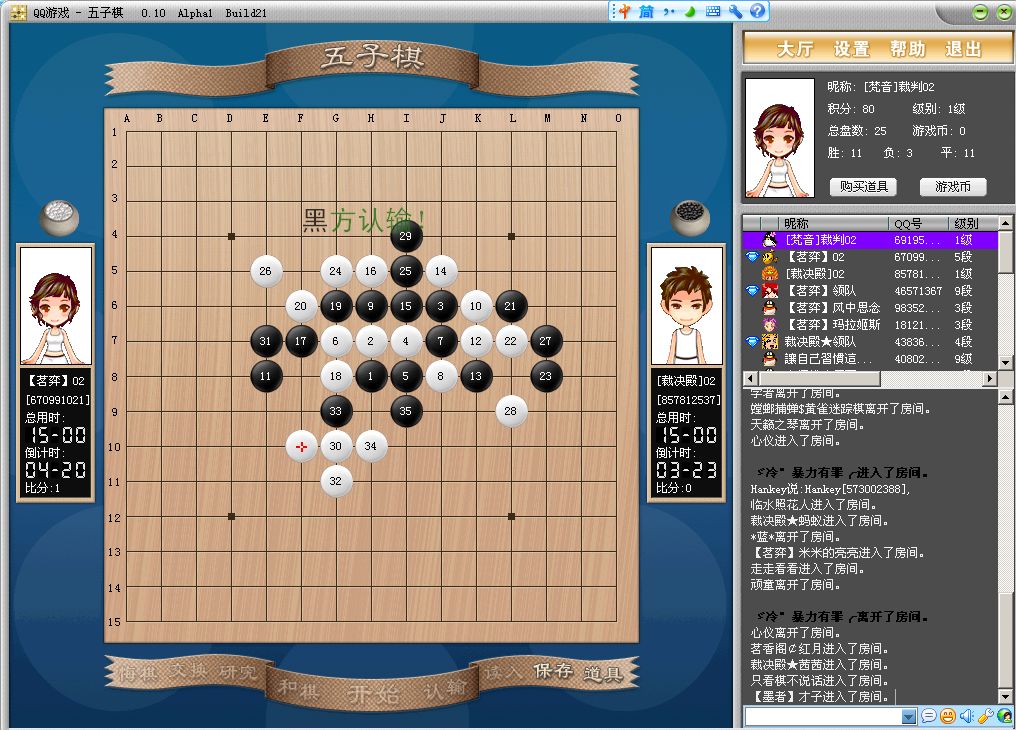 QQ游戏 - 五子棋 0.10 Alpha1 Build21
简
大厅 设置 帮助 退出
五子棋
昵称: [梵音]裁判02
积分: 80 级别: 1级
总盘数: 25 游戏币: 0
胜: 11 负: 3 平: 11
购买道具 游戏币
A B C D E F G H I J K L M N O
1
2
3
4
5
6
7
8
9
10
11
12
13
14
15
黑方认输!
29
26 24 16 25 14
20 19 9 15 3 10 21
31 17 6 2 4 7 12 22 27
11 18 1 5 8 13 23
33 35 28
30 34
32
【茗弈】02
[670991021]
总用时:
15-00
倒计时:
04-20
比分:1
[裁决殿]02
[857812537]
总用时:
15-00
倒计时:
03-23
比分:0
昵称 QQ号 级别
[梵音]裁判02 69195... 1级
【茗弈】02 67099... 5段
[裁决殿]02 85781... 1级
【茗弈】领队 46571367 9段
【茗弈】风中思念 98352... 3段
【茗弈】玛拉姬斯 18121... 3段
裁决殿★领队 43836... 4段
讓自己習慣這... 40802... 9级
学者离开了房间。
螳螂捕蝉$黄雀迷踪棋离开了房间。
天籁之琴离开了房间。
心仪进入了房间。
暴力有罪 进入了房间。
Hankey说:Hankey[573002388],
临水照花人进入了房间。
裁决殿★蚂蚁进入了房间。
*蓝*离开了房间。
【茗弈】米米的亮亮进入了房间。
走走看看进入了房间。
顽童离开了房间。
暴力有罪 离开了房间。
心仪离开了房间。
茗香阁￠红月进入了房间。
裁决殿★茜茜进入了房间。
只看棋不说话进入了房间。
【墨者】才子进入了房间。
悔棋 交换 研究 和棋 开始 认输 读入 保存 道具